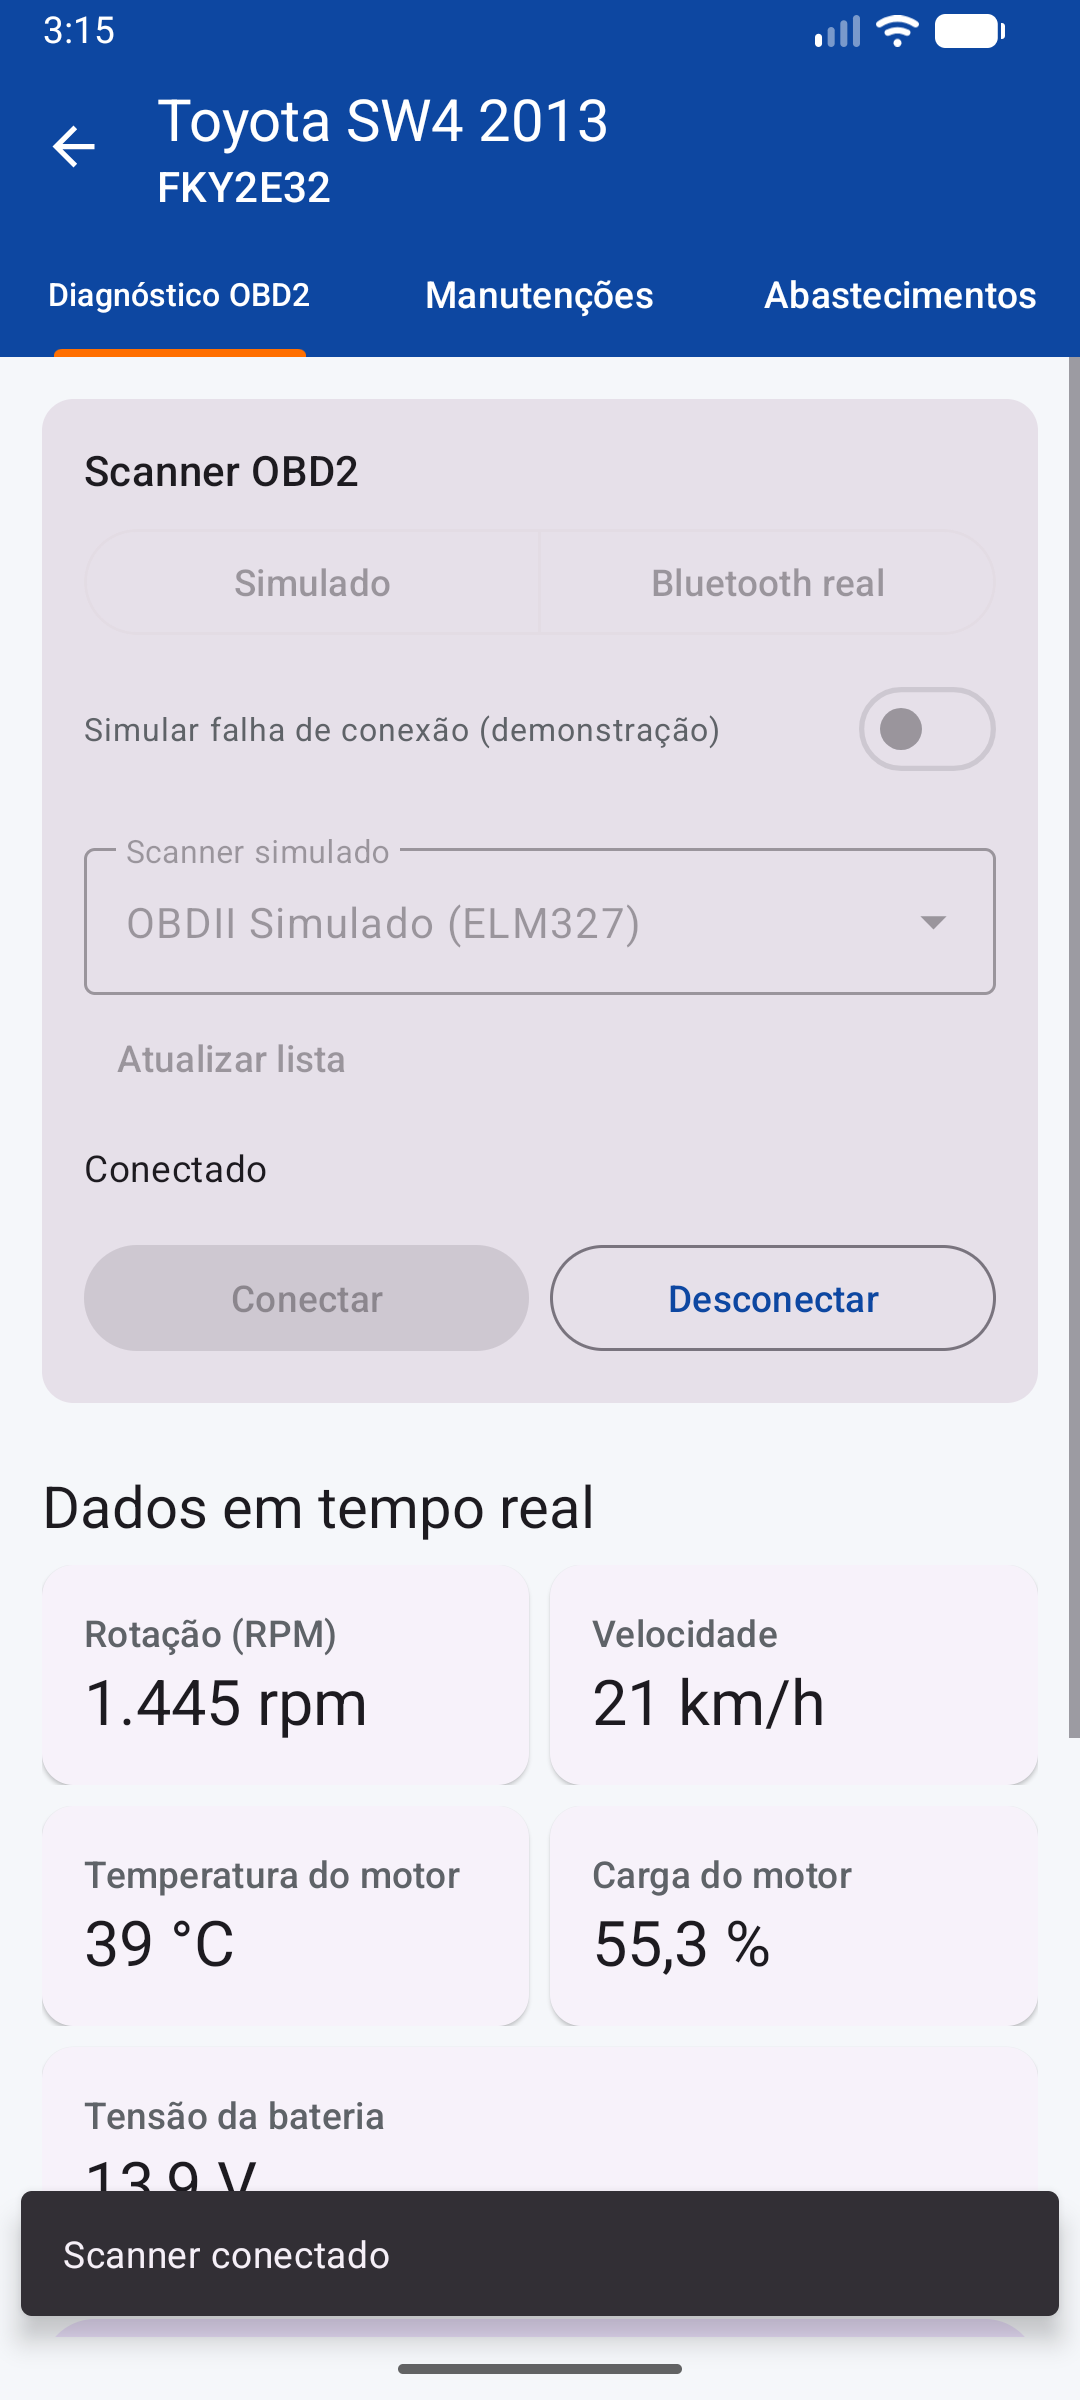 3:15
Toyota SW4 2013
FKY2E32
Diagnóstico OBD2
Manutenções
Abastecimentos
Scanner OBD2
Simulado
Bluetooth real
Simular falha de conexão (demonstração)
Scanner simulado
OBDII Simulado (ELM327)
Atualizar lista
Conectado
Conectar
Desconectar
Dados em tempo real
Rotação (RPM)
Velocidade
1.445 rpm
21 km/h
Temperatura do motor
Carga do motor
39 °C
55,3 %
Tensão da bateria
13,9 V
Scanner conectado